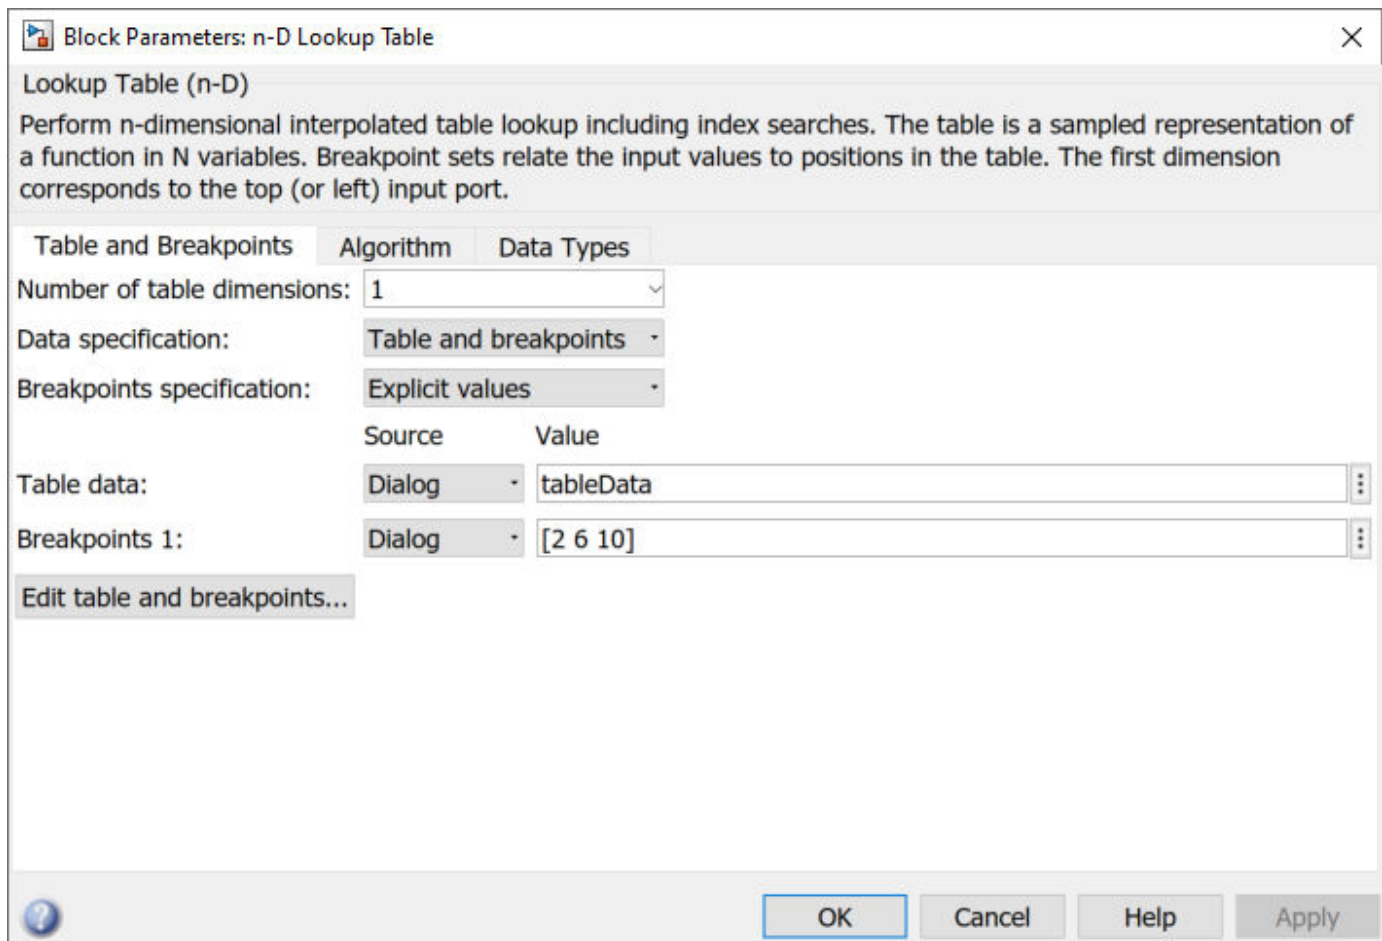 Block Parameters: n-D Lookup Table
Lookup Table (n-D)
Perform n-dimensional interpolated table lookup including index searches. The table is a sampled representation of
a function in N variables. Breakpoint sets relate the input values to positions in the table. The first dimension
corresponds to the top (or left) input port.
Table and Breakpoints Algorithm Data Types
Number of table dimensions: 1
Data specification: Table and breakpoints
Breakpoints specification: Explicit values
Source Value
Table data: Dialog tableData
Breakpoints 1: Dialog [2 6 10]
Edit table and breakpoints...
? OK Cancel Help Apply